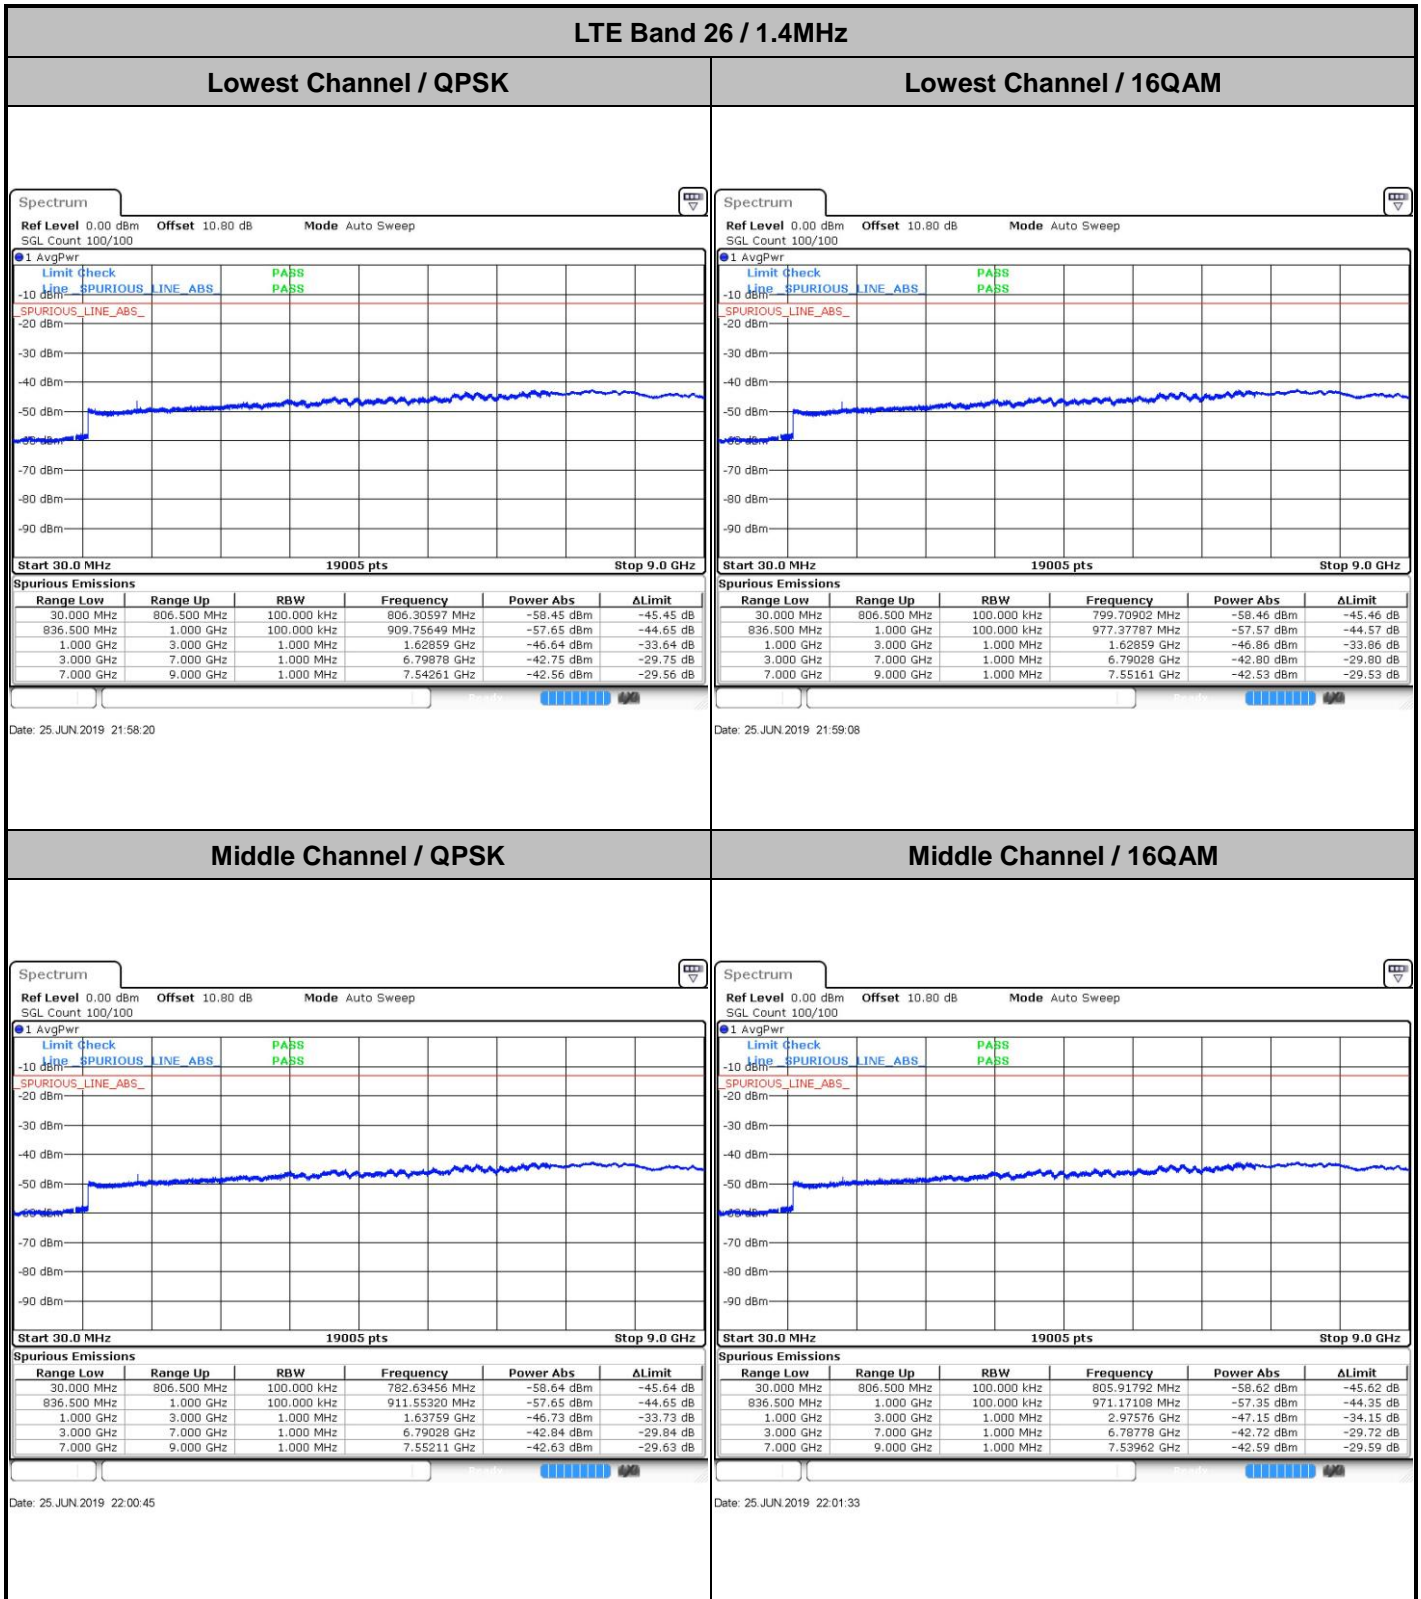 LTE Band 26 / 1.4MHz
Lowest Channel / QPSK
Lowest Channel / 16QAM
Spectrum
Ref Level 0.00 dBm Offset 10.80 dB Mode Auto Sweep
SGL Count 100/100
1 AvgPwr
Limit Check PASS
Line _SPURIOUS_LINE_ABS_ PASS
-10 dBm
_SPURIOUS_LINE_ABS_
-20 dBm
-30 dBm
-40 dBm
-50 dBm
-60 dBm
-70 dBm
-80 dBm
-90 dBm
Start 30.0 MHz 19005 pts Stop 9.0 GHz
Spurious Emissions
Range Low Range Up RBW Frequency Power Abs ΔLimit
30.000 MHz 806.500 MHz 100.000 kHz 806.30597 MHz -58.45 dBm -45.45 dB
836.500 MHz 1.000 GHz 100.000 kHz 909.75649 MHz -57.65 dBm -44.65 dB
1.000 GHz 3.000 GHz 1.000 MHz 1.62859 GHz -46.64 dBm -33.64 dB
3.000 GHz 7.000 GHz 1.000 MHz 6.79878 GHz -42.75 dBm -29.75 dB
7.000 GHz 9.000 GHz 1.000 MHz 7.54261 GHz -42.56 dBm -29.56 dB
Date: 25.JUN.2019 21:58:20
Spectrum
Ref Level 0.00 dBm Offset 10.80 dB Mode Auto Sweep
SGL Count 100/100
1 AvgPwr
Limit Check PASS
Line _SPURIOUS_LINE_ABS_ PASS
-10 dBm
_SPURIOUS_LINE_ABS_
-20 dBm
-30 dBm
-40 dBm
-50 dBm
-60 dBm
-70 dBm
-80 dBm
-90 dBm
Start 30.0 MHz 19005 pts Stop 9.0 GHz
Spurious Emissions
Range Low Range Up RBW Frequency Power Abs ΔLimit
30.000 MHz 806.500 MHz 100.000 kHz 799.70902 MHz -58.46 dBm -45.46 dB
836.500 MHz 1.000 GHz 100.000 kHz 977.37787 MHz -57.57 dBm -44.57 dB
1.000 GHz 3.000 GHz 1.000 MHz 1.62859 GHz -46.86 dBm -33.86 dB
3.000 GHz 7.000 GHz 1.000 MHz 6.79028 GHz -42.80 dBm -29.80 dB
7.000 GHz 9.000 GHz 1.000 MHz 7.55161 GHz -42.53 dBm -29.53 dB
Date: 25.JUN.2019 21:59:08
Middle Channel / QPSK
Middle Channel / 16QAM
Spectrum
Ref Level 0.00 dBm Offset 10.80 dB Mode Auto Sweep
SGL Count 100/100
1 AvgPwr
Limit Check PASS
Line _SPURIOUS_LINE_ABS_ PASS
-10 dBm
_SPURIOUS_LINE_ABS_
-20 dBm
-30 dBm
-40 dBm
-50 dBm
-60 dBm
-70 dBm
-80 dBm
-90 dBm
Start 30.0 MHz 19005 pts Stop 9.0 GHz
Spurious Emissions
Range Low Range Up RBW Frequency Power Abs ΔLimit
30.000 MHz 806.500 MHz 100.000 kHz 782.63456 MHz -58.64 dBm -45.64 dB
836.500 MHz 1.000 GHz 100.000 kHz 911.55320 MHz -57.65 dBm -44.65 dB
1.000 GHz 3.000 GHz 1.000 MHz 1.63759 GHz -46.73 dBm -33.73 dB
3.000 GHz 7.000 GHz 1.000 MHz 6.79028 GHz -42.84 dBm -29.84 dB
7.000 GHz 9.000 GHz 1.000 MHz 7.55211 GHz -42.63 dBm -29.63 dB
Date: 25.JUN.2019 22:00:45
Spectrum
Ref Level 0.00 dBm Offset 10.80 dB Mode Auto Sweep
SGL Count 100/100
1 AvgPwr
Limit Check PASS
Line _SPURIOUS_LINE_ABS_ PASS
-10 dBm
_SPURIOUS_LINE_ABS_
-20 dBm
-30 dBm
-40 dBm
-50 dBm
-60 dBm
-70 dBm
-80 dBm
-90 dBm
Start 30.0 MHz 19005 pts Stop 9.0 GHz
Spurious Emissions
Range Low Range Up RBW Frequency Power Abs ΔLimit
30.000 MHz 806.500 MHz 100.000 kHz 805.91792 MHz -58.62 dBm -45.62 dB
836.500 MHz 1.000 GHz 100.000 kHz 971.17108 MHz -57.35 dBm -44.35 dB
1.000 GHz 3.000 GHz 1.000 MHz 2.97576 GHz -47.15 dBm -34.15 dB
3.000 GHz 7.000 GHz 1.000 MHz 6.78778 GHz -42.72 dBm -29.72 dB
7.000 GHz 9.000 GHz 1.000 MHz 7.53962 GHz -42.59 dBm -29.59 dB
Date: 25.JUN.2019 22:01:33